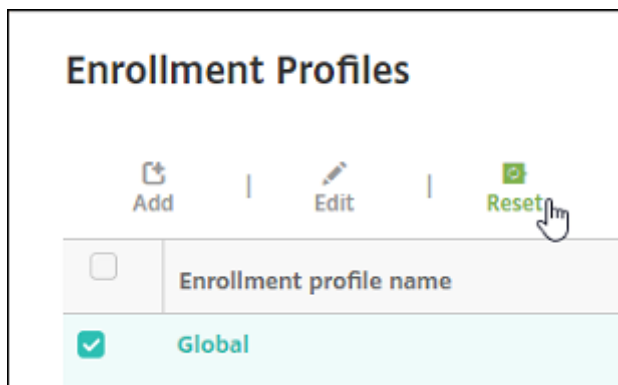 Enrollment Profiles
Add | Edit | Reset
Enrollment profile name
Global